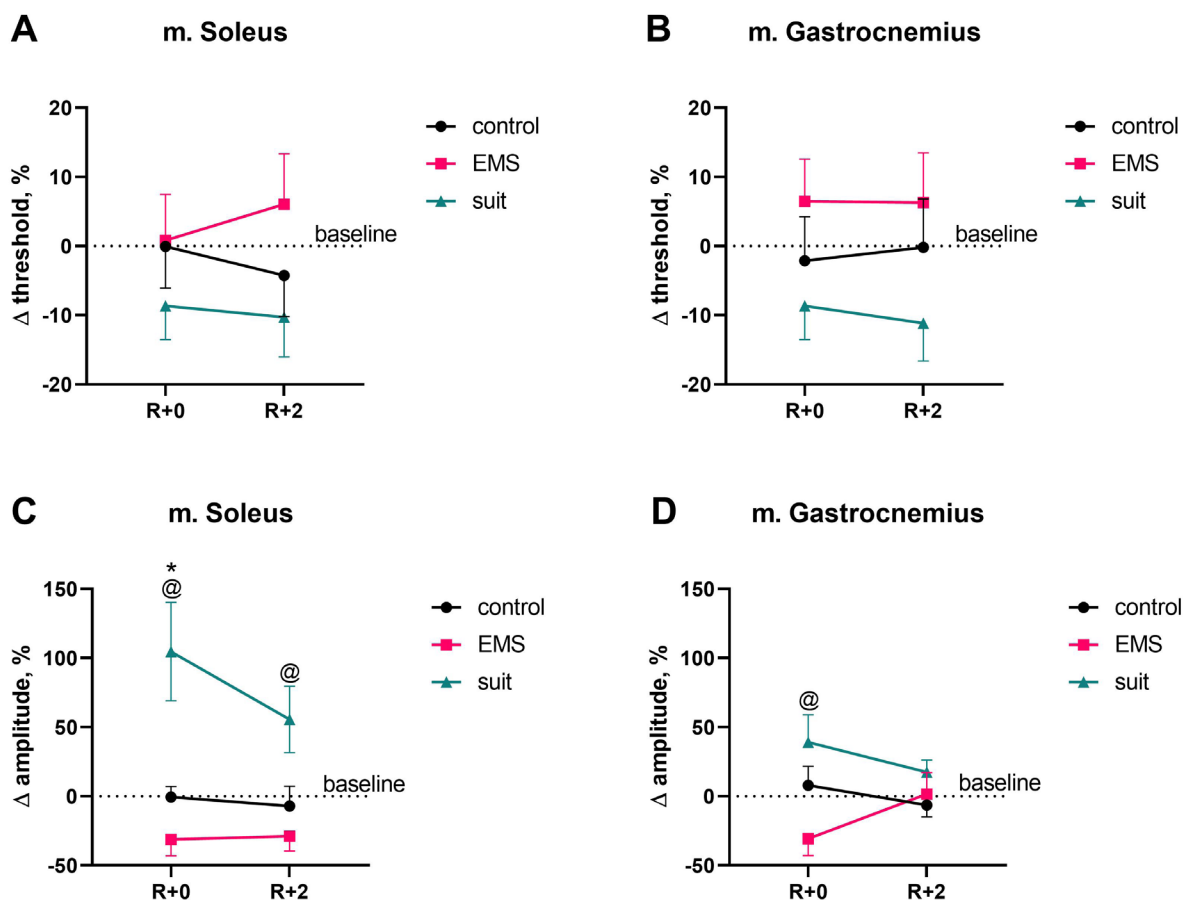 A m. Soleus
Δ threshold, %
20
10
0
-10
-20
R+0 R+2
baseline
control
EMS
suit
B m. Gastrocnemius
Δ threshold, %
20
10
0
-10
-20
R+0 R+2
baseline
control
EMS
suit
C m. Soleus
Δ amplitude, %
150
100
50
0
-50
*
@
@
R+0 R+2
baseline
control
EMS
suit
D m. Gastrocnemius
Δ amplitude, %
150
100
50
0
-50
@
R+0 R+2
baseline
control
EMS
suit